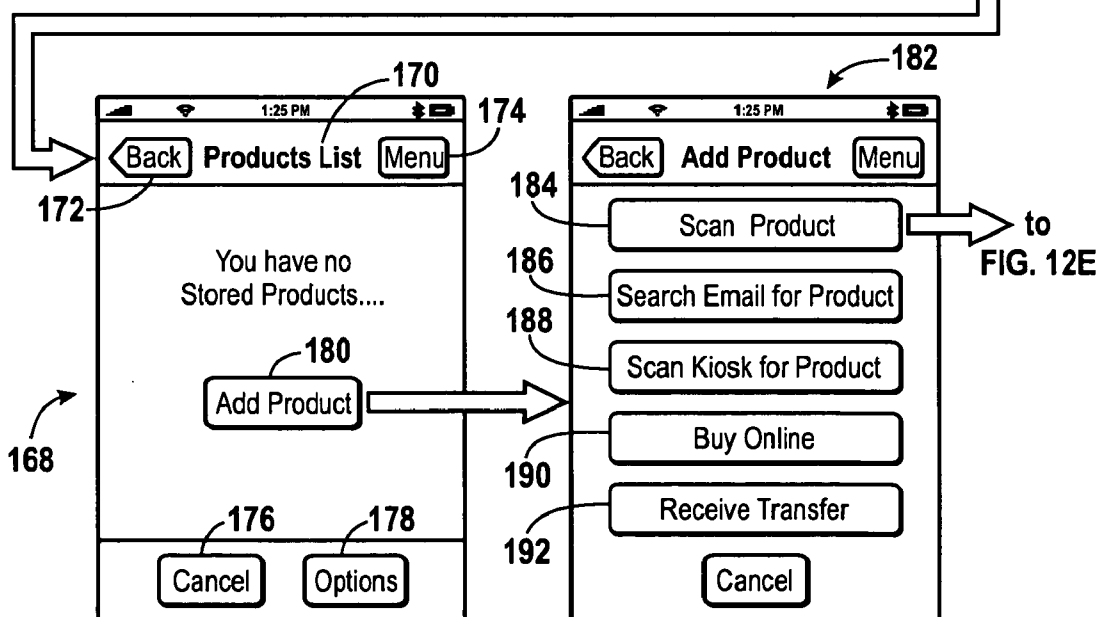 182
170
1:25 PM
1:25 PM
174
Back Products List Menu
Back Add Product Menu
172
184
Scan Product
to
FIG. 12E
You have no
Stored Products....
186
Search Email for Product
188
Scan Kiosk for Product
180
Add Product
168
Buy Online
190
Receive Transfer
192
176
178
Cancel
Options
Cancel